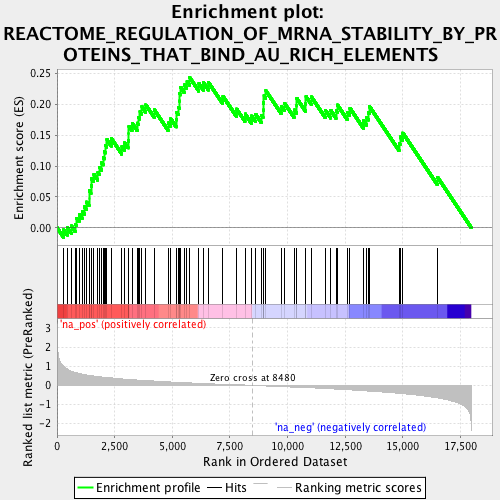 Enrichment plot:
REACTOME_REGULATION_OF_MRNA_STABILITY_BY_PR
OTEINS_THAT_BIND_AU_RICH_ELEMENTS
Enrichment score (ES)
0.25
0.20
0.15
0.10
0.05
0.00
'na_pos' (positively correlated)
Ranked list metric (PreRanked)
3
2
1
0
-1
-2
Zero cross at 8480
'na_neg' (negatively correlated)
0
2,500
5,000
7,500
10,000
12,500
15,000
17,500
Rank in Ordered Dataset
Enrichment profile
Hits
Ranking metric scores